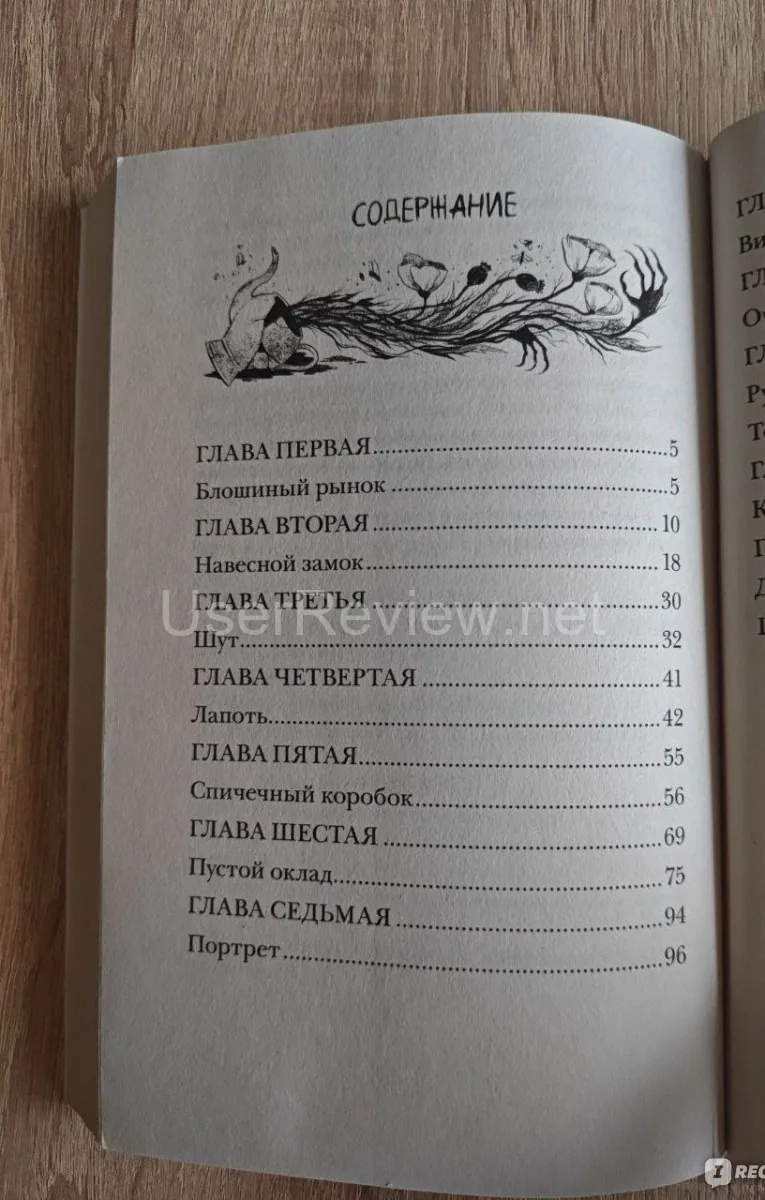 СОДЕРЖАНИЕ
ГЛАВА ПЕРВАЯ 5
Блошиный рынок 5
ГЛАВА ВТОРАЯ 10
Навесной замок 18
ГЛАВА ТРЕТЬЯ 30
UserReview.net
Шут 32
ГЛАВА ЧЕТВЕРТАЯ 41
Лапоть 42
ГЛАВА ПЯТАЯ 55
Спичечный коробок 56
ГЛАВА ШЕСТАЯ 69
Пустой оклад 75
ГЛАВА СЕДЬМАЯ 94
Портрет 96